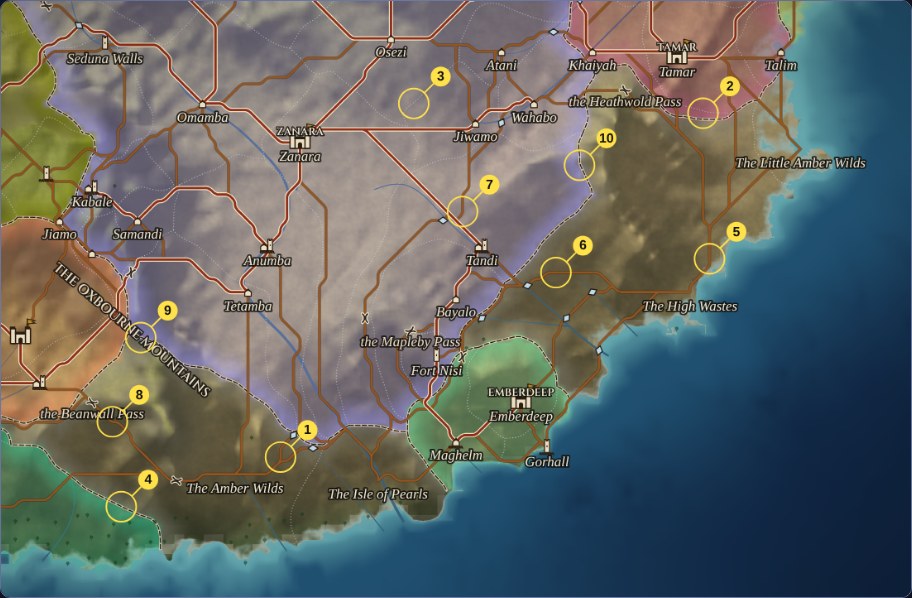 Osezi
Seduna Walls
Atani
Khaiyah
TAMAR
Tamar
Talim
3
2
the Heathwold Pass
Omamba
Wahabo
Jiwamo
ZANARA
Zanara
10
The Little Amber Wilds
7
Kabale
Samandi
Jiamo
5
6
Anumba
Tandi
THE OXBOURNE MOUNTAINS
Tetamba
The High Wastes
9
Bayalo
the Mapleby Pass
Fort Nisi
8
EMBERDEEP
Emberdeep
the Beanwall Pass
1
Maghelm
Gorhall
4
The Amber Wilds
The Isle of Pearls